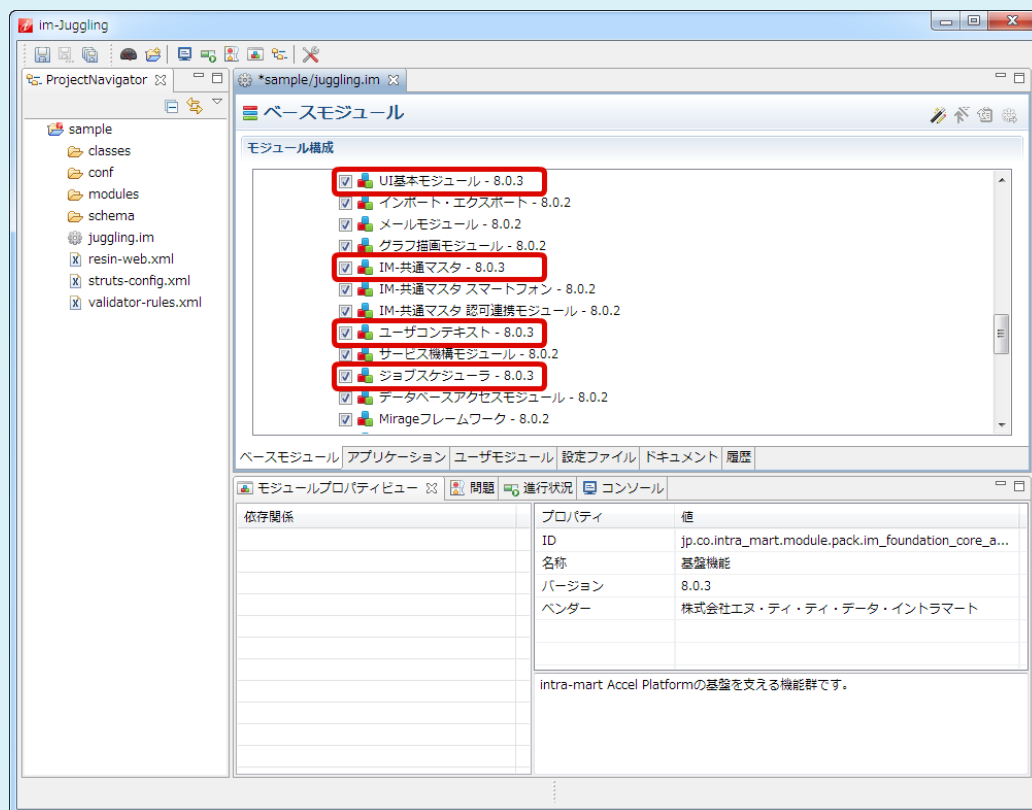 im-Juggling
ProjectNavigator
sample
classes
conf
modules
schema
juggling.im
resin-web.xml
struts-config.xml
validator-rules.xml
*sample/juggling.im
ベースモジュール
モジュール構成
UI基本モジュール - 8.0.3
インポート・エクスポート - 8.0.2
メールモジュール - 8.0.2
グラフ描画モジュール - 8.0.2
IM-共通マスタ - 8.0.3
IM-共通マスタ スマートフォン - 8.0.2
IM-共通マスタ 認可連携モジュール - 8.0.2
ユーザコンテキスト - 8.0.3
サービス機構モジュール - 8.0.2
ジョブスケジューラ - 8.0.3
データベースアクセスモジュール - 8.0.2
Mirageフレームワーク - 8.0.2
ベースモジュール アプリケーション ユーザモジュール 設定ファイル ドキュメント 履歴
モジュールプロパティビュー 問題 進行状況 コンソール
依存関係
プロパティ 値
ID jp.co.intra_mart.module.pack.im_foundation_core_a...
名称 基盤機能
バージョン 8.0.3
ベンダー 株式会社エヌ・ティ・ティ・データ・イントラマート
intra-mart Accel Platformの基盤を支える機能群です。